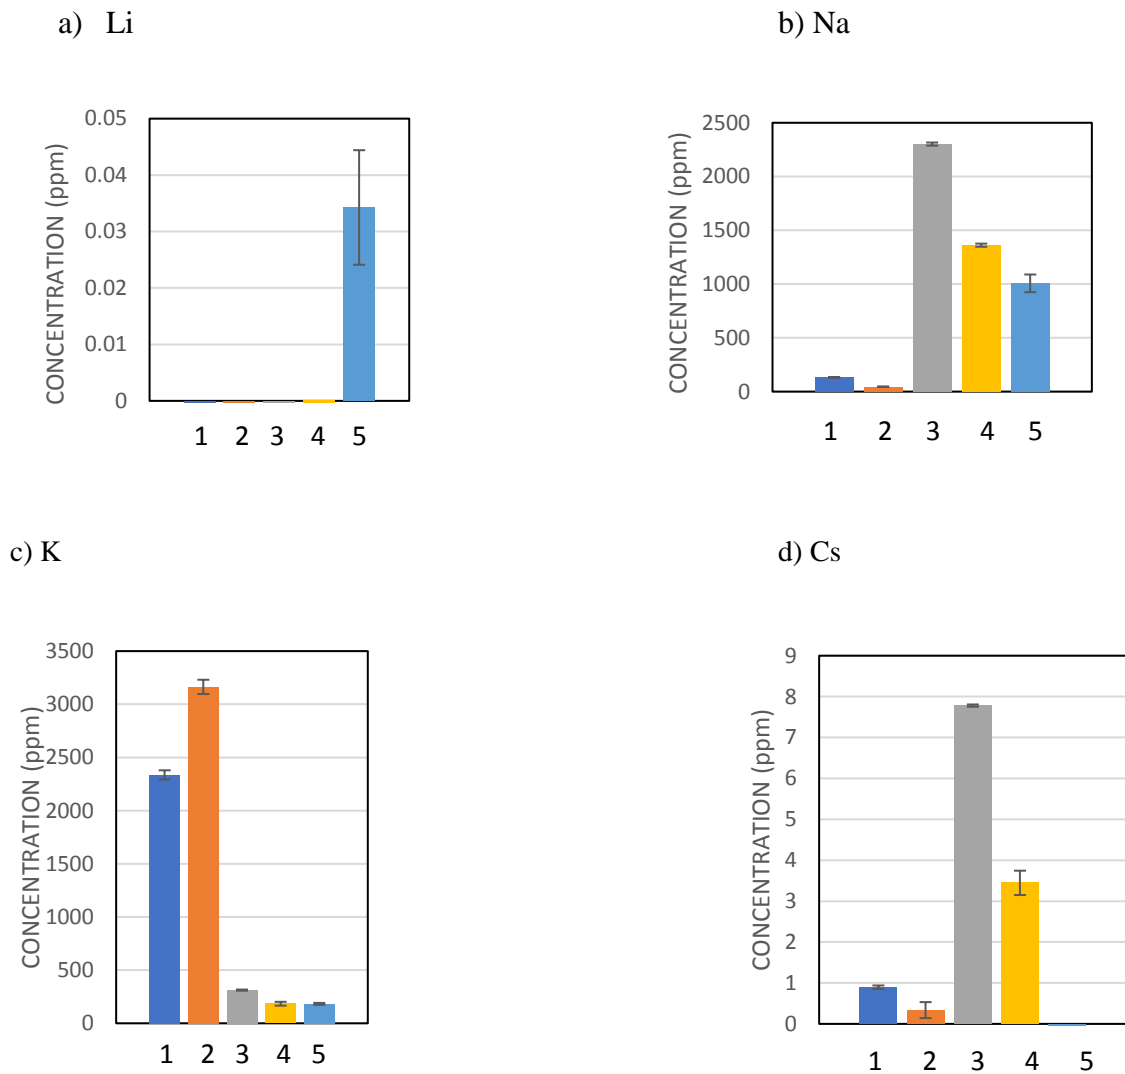 a) Li
CONCENTRATION (ppm)
0.05
0.04
0.03
0.02
0.01
0
1 2 3 4 5
b) Na
CONCENTRATION (ppm)
2500
2000
1500
1000
500
0
1 2 3 4 5
c) K
CONCENTRATION (ppm)
3500
3000
2500
2000
1500
1000
500
0
1 2 3 4 5
d) Cs
CONCENTRATION (ppm)
9
8
7
6
5
4
3
2
1
0
1 2 3 4 5